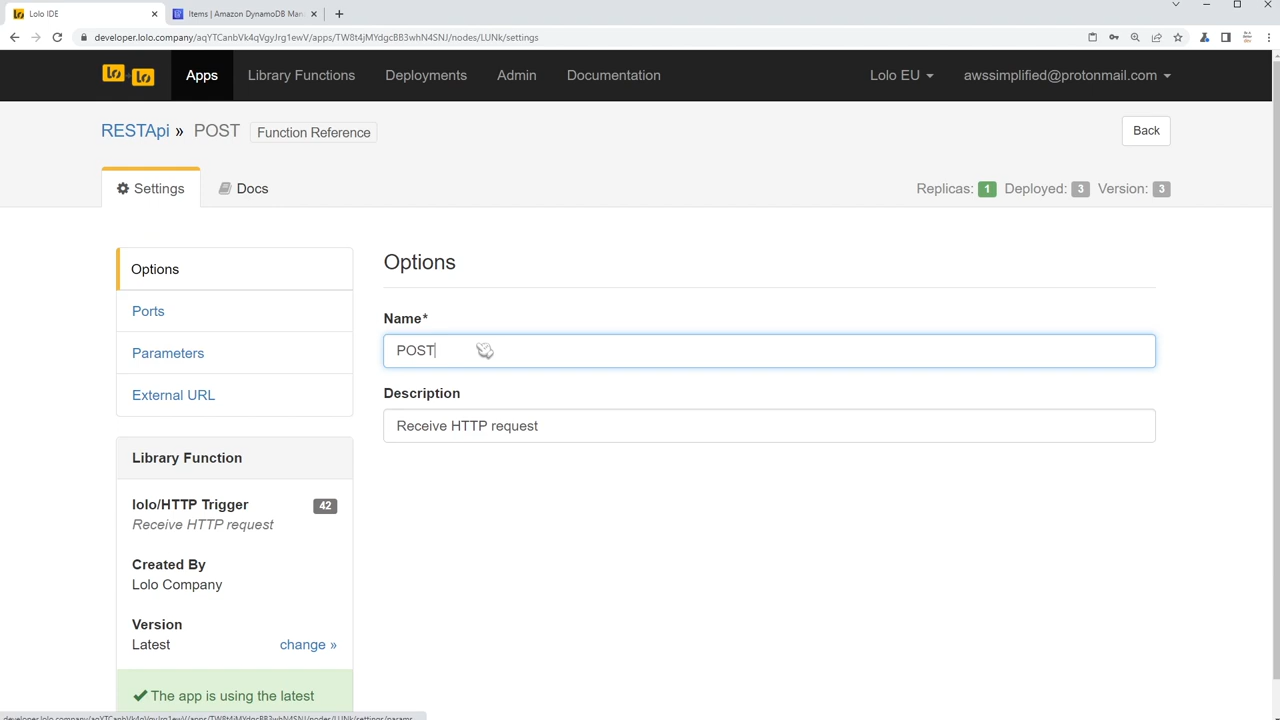 Lolo IDE
Items | Amazon DynamoDB Man
developer.lolo.company/aqYTCanbVk4qVgyJrg1ewV/apps/TW8t4jMYdgcBB3whN4SNJ/nodes/LUNk/settings
lo lo
Apps
Library Functions
Deployments
Admin
Documentation
Lolo EU
awssimplified@protonmail.com
RESTApi » POST Function Reference
Back
Settings
Docs
Replicas: 1 Deployed: 3 Version: 3
Options
Ports
Parameters
External URL
Library Function
lolo/HTTP Trigger 42
Receive HTTP request
Created By
Lolo Company
Version
Latest change »
The app is using the latest
Options
Name*
POST
Description
Receive HTTP request